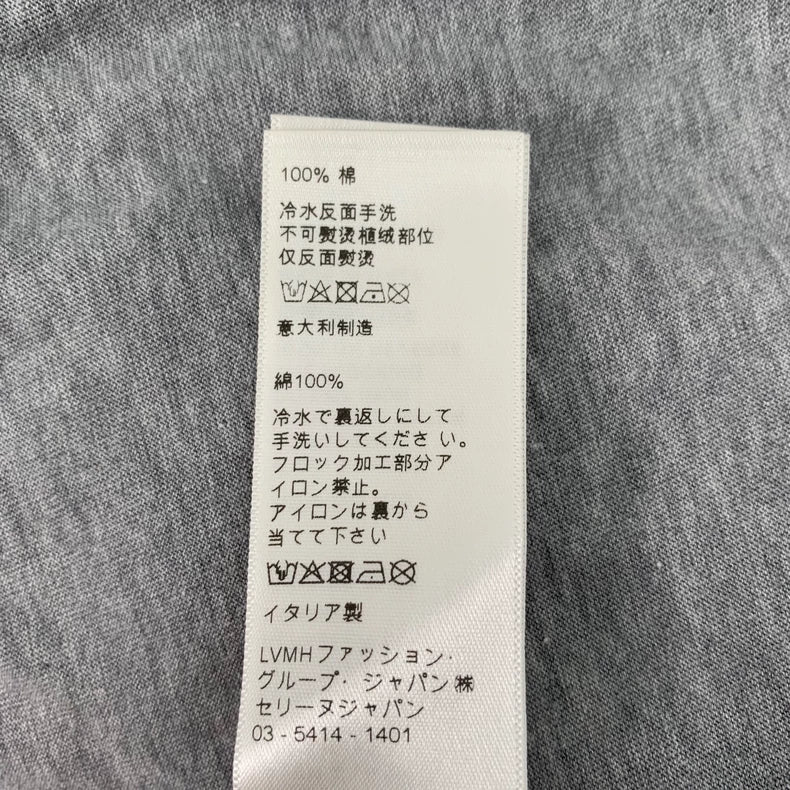 100% 棉
冷水反面手洗
不可熨烫植绒部位
仅反面熨烫
意大利制造
綿100%
冷水で裏返しにして
手洗いしてくださ い。
フロック加工部分ア
イロン禁止。
アイロンは裏から
当てて下さい
イタリア製
LVMHファッション・
グループ・ジャパン㈱
セリーヌジャパン
03 - 5414 - 1401